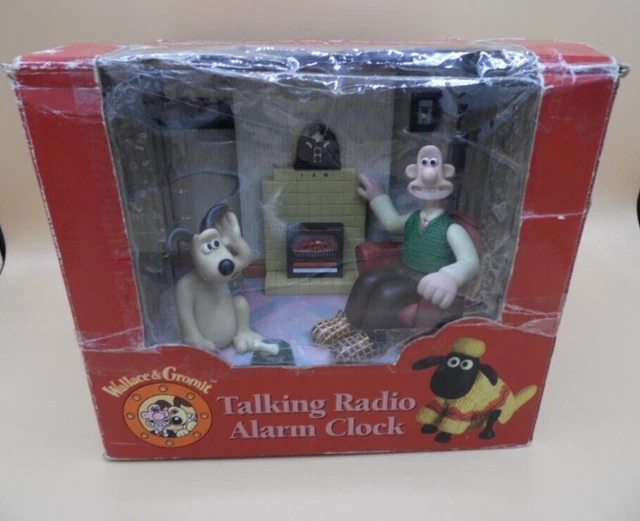 Wallace & Gromit
Talking Radio
Alarm Clock